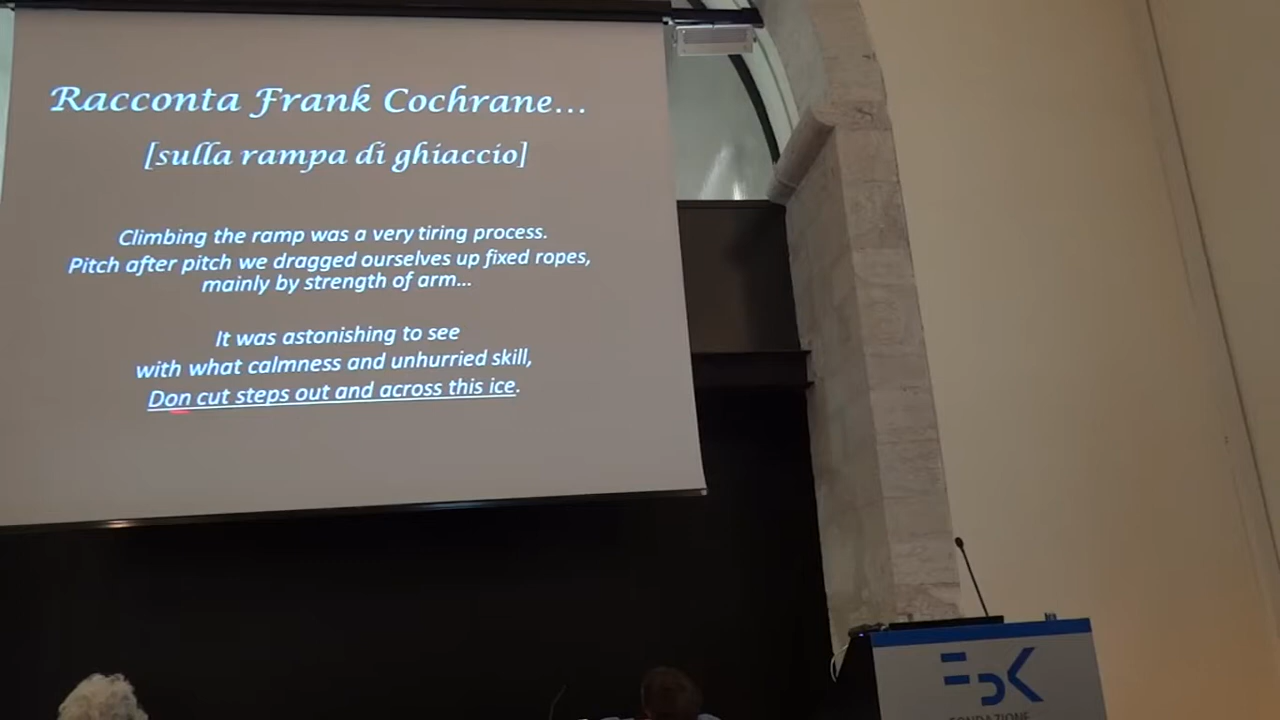 Racconta Frank Cochrane...
[sulla rampa di ghiaccio]
Climbing the ramp was a very tiring process.
Pitch after pitch we dragged ourselves up fixed ropes,
mainly by strength of arm...
It was astonishing to see
with what calmness and unhurried skill,
Don cut steps out and across this ice.
FBK
FONDAZIONE